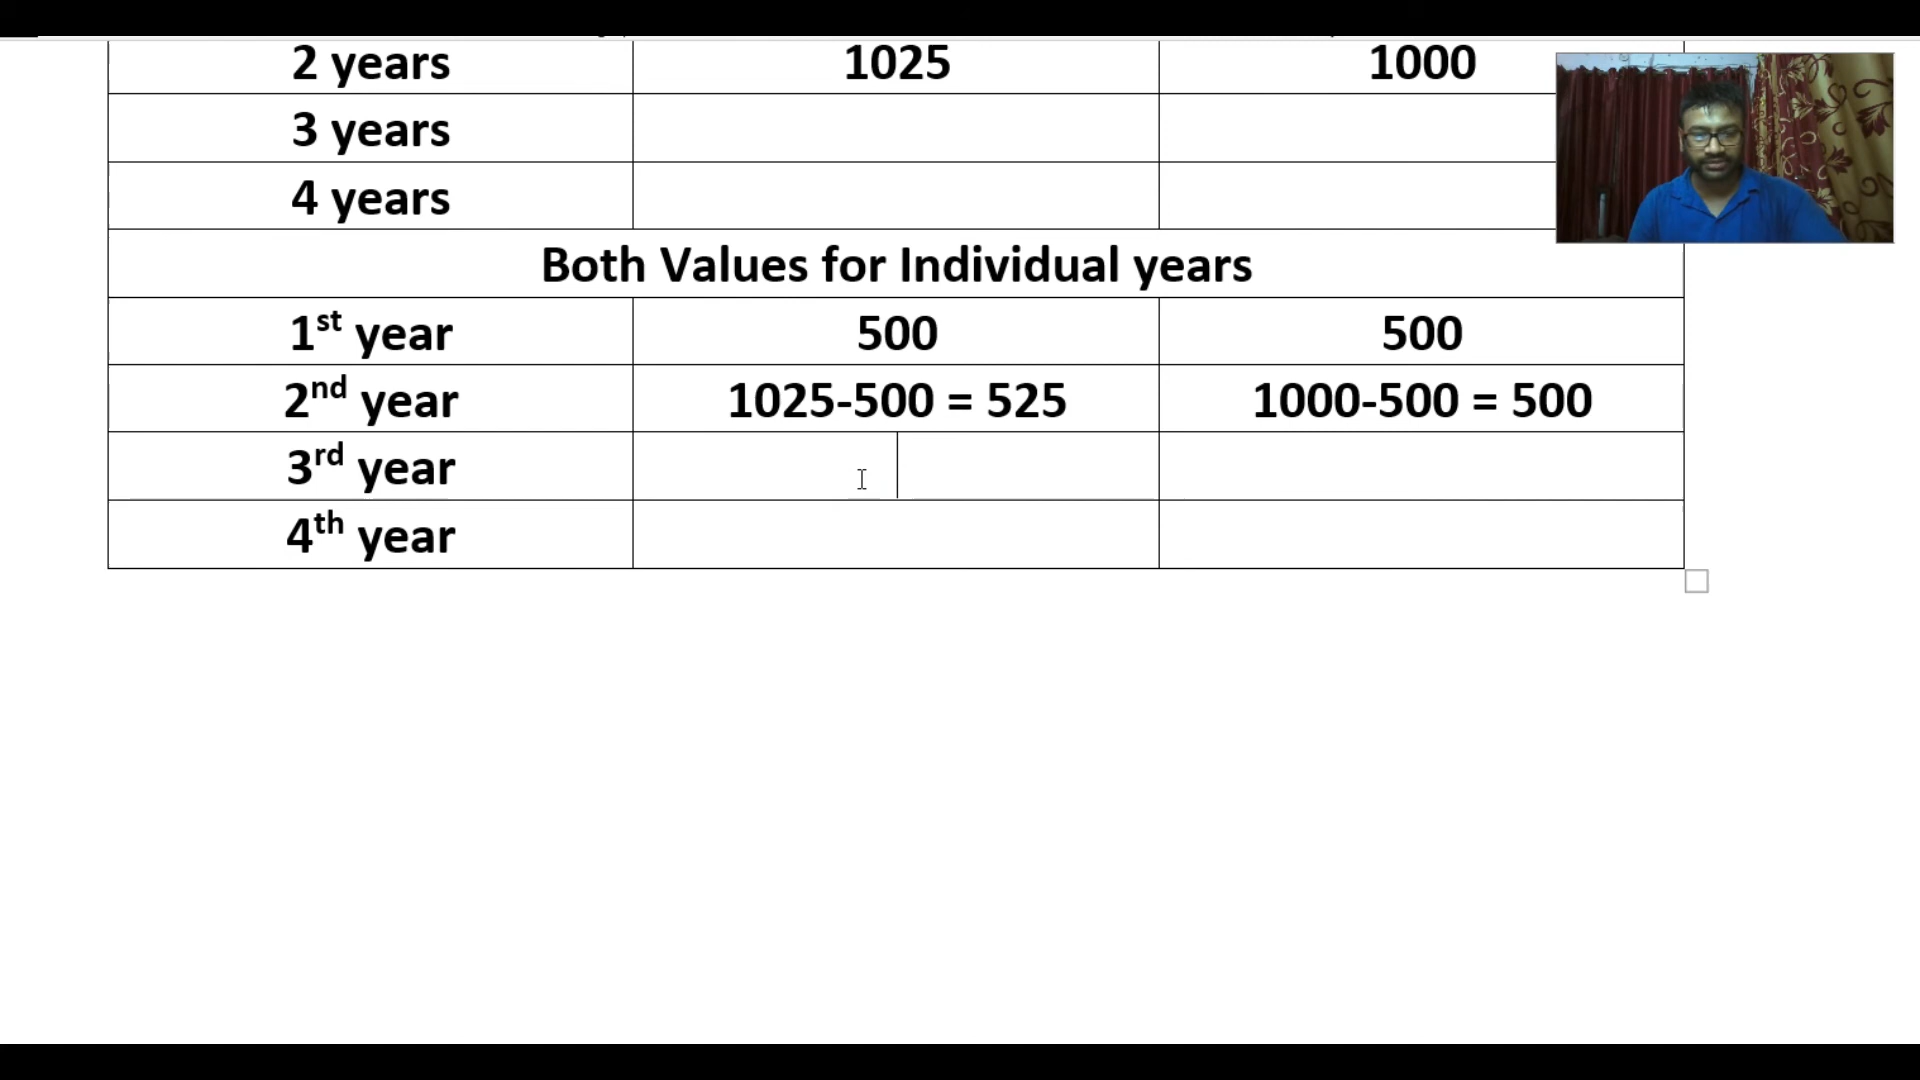 2 years 1025 1000
3 years
4 years
Both Values for Individual years
1st year 500 500
2nd year 1025-500 = 525 1000-500 = 500
3rd year
4th year